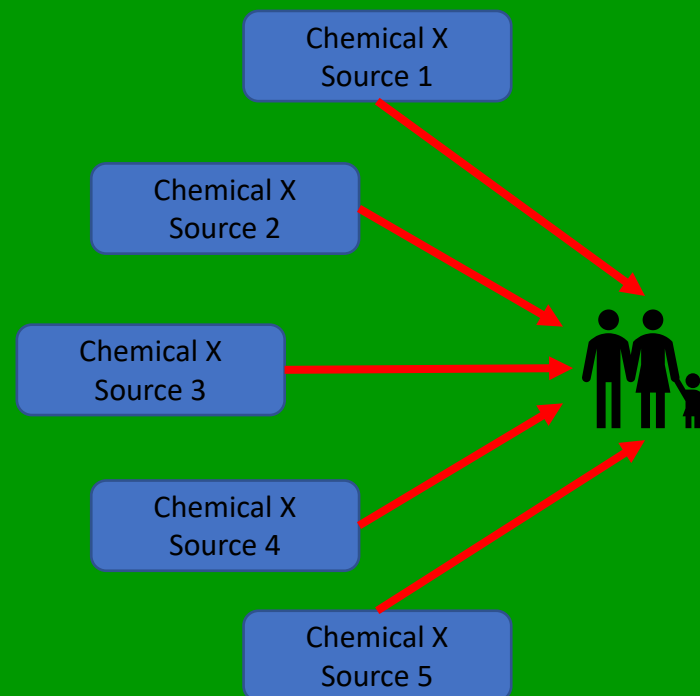 Chemical X
Source 1
Chemical X
Source 2
Chemical X
Source 3
Chemical X
Source 4
Chemical X
Source 5